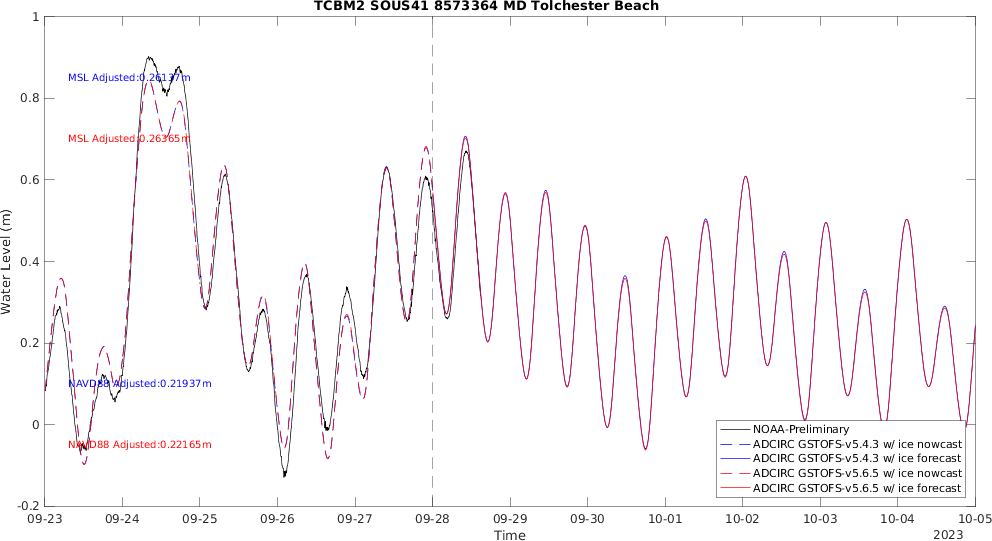 TCBM2 SOUS41 8573364 MD Tolchester Beach
1
0.8
0.6
0.4
0.2
0
-0.2
Water Level (m)
MSL Adjusted:0.26137m
MSL Adjusted:0.26365m
NAVD88 Adjusted:0.21937m
NAVD88 Adjusted:0.22165m
NOAA-Preliminary
ADCIRC GSTOFS-v5.4.3 w/ ice nowcast
ADCIRC GSTOFS-v5.4.3 w/ ice forecast
ADCIRC GSTOFS-v5.6.5 w/ ice nowcast
ADCIRC GSTOFS-v5.6.5 w/ ice forecast
09-23 09-24 09-25 09-26 09-27 09-28 09-29 09-30 10-01 10-02 10-03 10-04 10-05
Time
2023